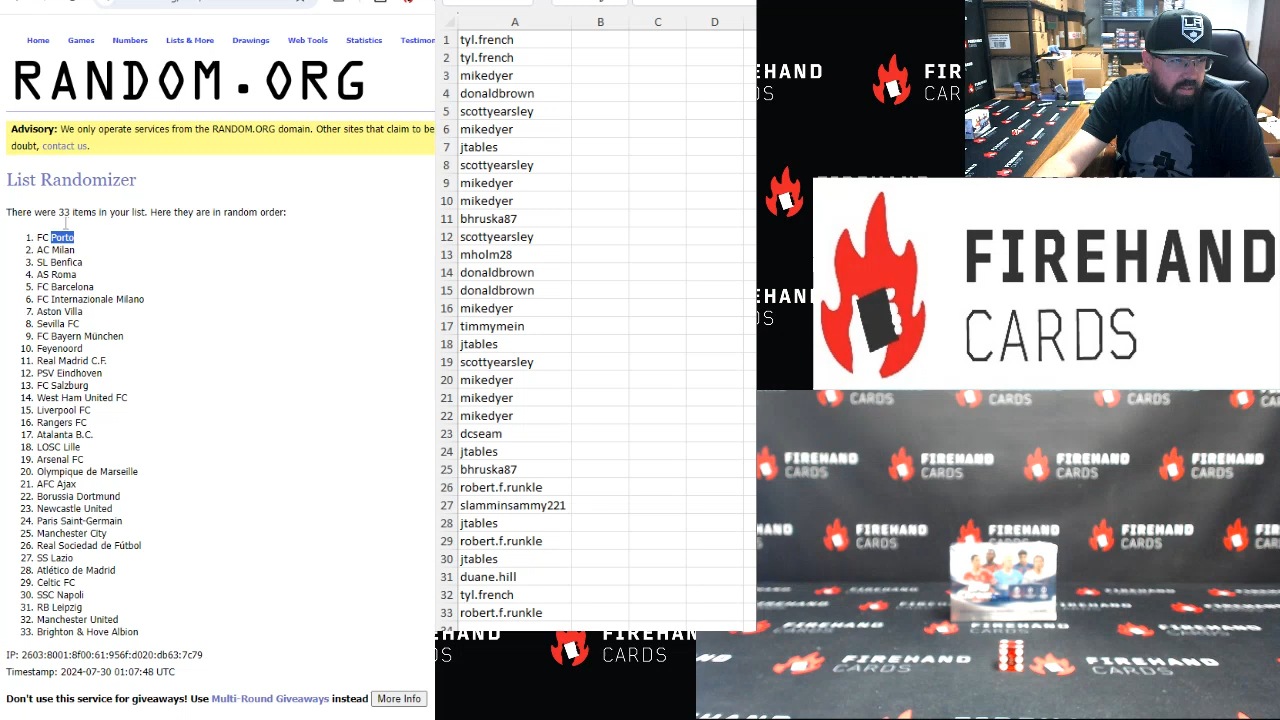 Home Games Numbers Lists & More Drawings Web Tools Statistics Testimor
RANDOM.ORG
Advisory: We only operate services from the RANDOM.ORG domain. Other sites that claim to be
doubt, contact us.
List Randomizer
There were 33 items in your list. Here they are in random order:
1. FC Porto
2. AC Milan
3. SL Benfica
4. AS Roma
5. FC Barcelona
6. FC Internazionale Milano
7. Aston Villa
8. Sevilla FC
9. FC Bayern München
10. Feyenoord
11. Real Madrid C.F.
12. PSV Eindhoven
13. FC Salzburg
14. West Ham United FC
15. Liverpool FC
16. Rangers FC
17. Atalanta B.C.
18. LOSC Lille
19. Arsenal FC
20. Olympique de Marseille
21. AFC Ajax
22. Borussia Dortmund
23. Newcastle United
24. Paris Saint-Germain
25. Manchester City
26. Real Sociedad de Fútbol
27. SS Lazio
28. Atlético de Madrid
29. Celtic FC
30. SSC Napoli
31. RB Leipzig
32. Manchester United
33. Brighton & Hove Albion
IP: 2603:8001:8f00:61:956f:d020:db63:7c79
Timestamp: 2024-07-30 01:07:48 UTC
Don't use this service for giveaways! Use Multi-Round Giveaways instead More Info
A B C D
1 tyl.french
2 tyl.french
3 mikedyer
4 donaldbrown
5 scottyearsley
6 mikedyer
7 jtables
8 scottyearsley
9 mikedyer
10 mikedyer
11 bhruska87
12 scottyearsley
13 mholm28
14 donaldbrown
15 donaldbrown
16 mikedyer
17 timmymein
18 jtables
19 scottyearsley
20 mikedyer
21 mikedyer
22 mikedyer
23 dcseam
24 jtables
25 bhruska87
26 robert.f.runkle
27 slamminsammy221
28 jtables
29 robert.f.runkle
30 jtables
31 duane.hill
32 tyl.french
33 robert.f.runkle
FIREHAND
CARDS